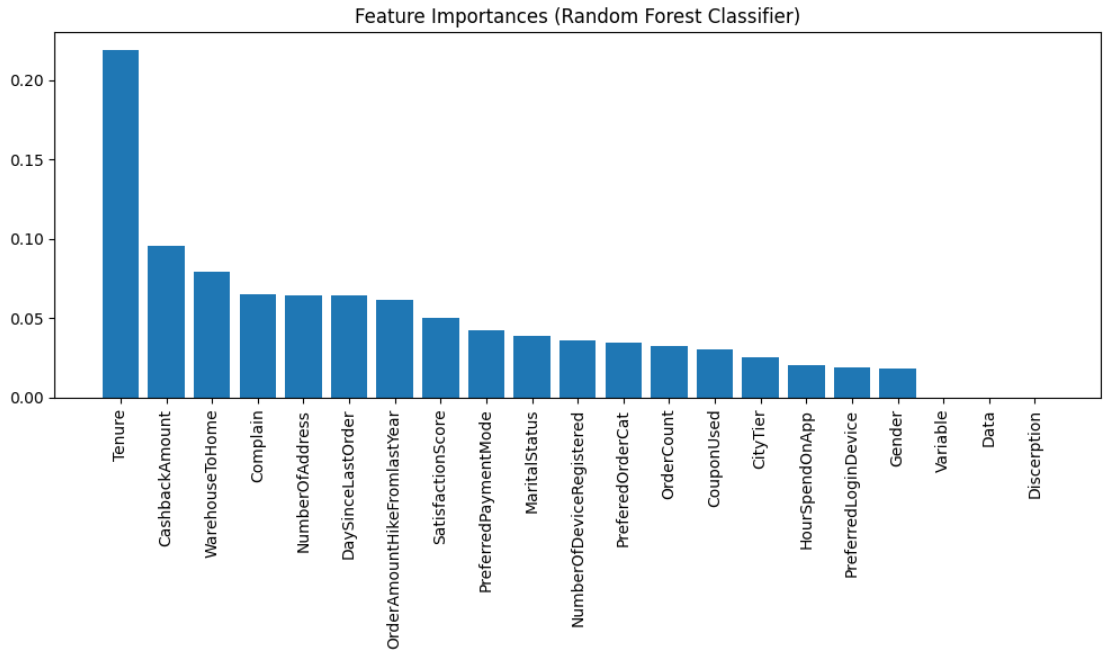 Feature Importances (Random Forest Classifier)
0.20
0.15
0.10
0.05
0.00
Tenure
CashbackAmount
WarehouseToHome
Complain
NumberOfAddress
DaySinceLastOrder
OrderAmountHikeFromlastYear
SatisfactionScore
PreferredPaymentMode
MaritalStatus
NumberOfDeviceRegistered
PreferedOrderCat
OrderCount
CouponUsed
CityTier
HourSpendOnApp
PreferredLoginDevice
Gender
Variable
Data
Discerption